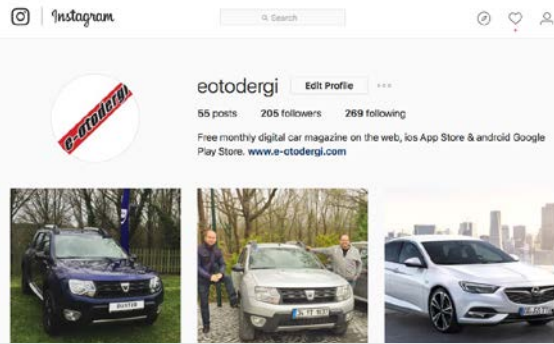 Instagram
Search
eotodergi Edit Profile
55 posts 205 followers 269 following
Free monthly digital car magazine on the web, ios App Store & android Google
Play Store. www.e-otodergi.com
e-otodergi
DUSTER